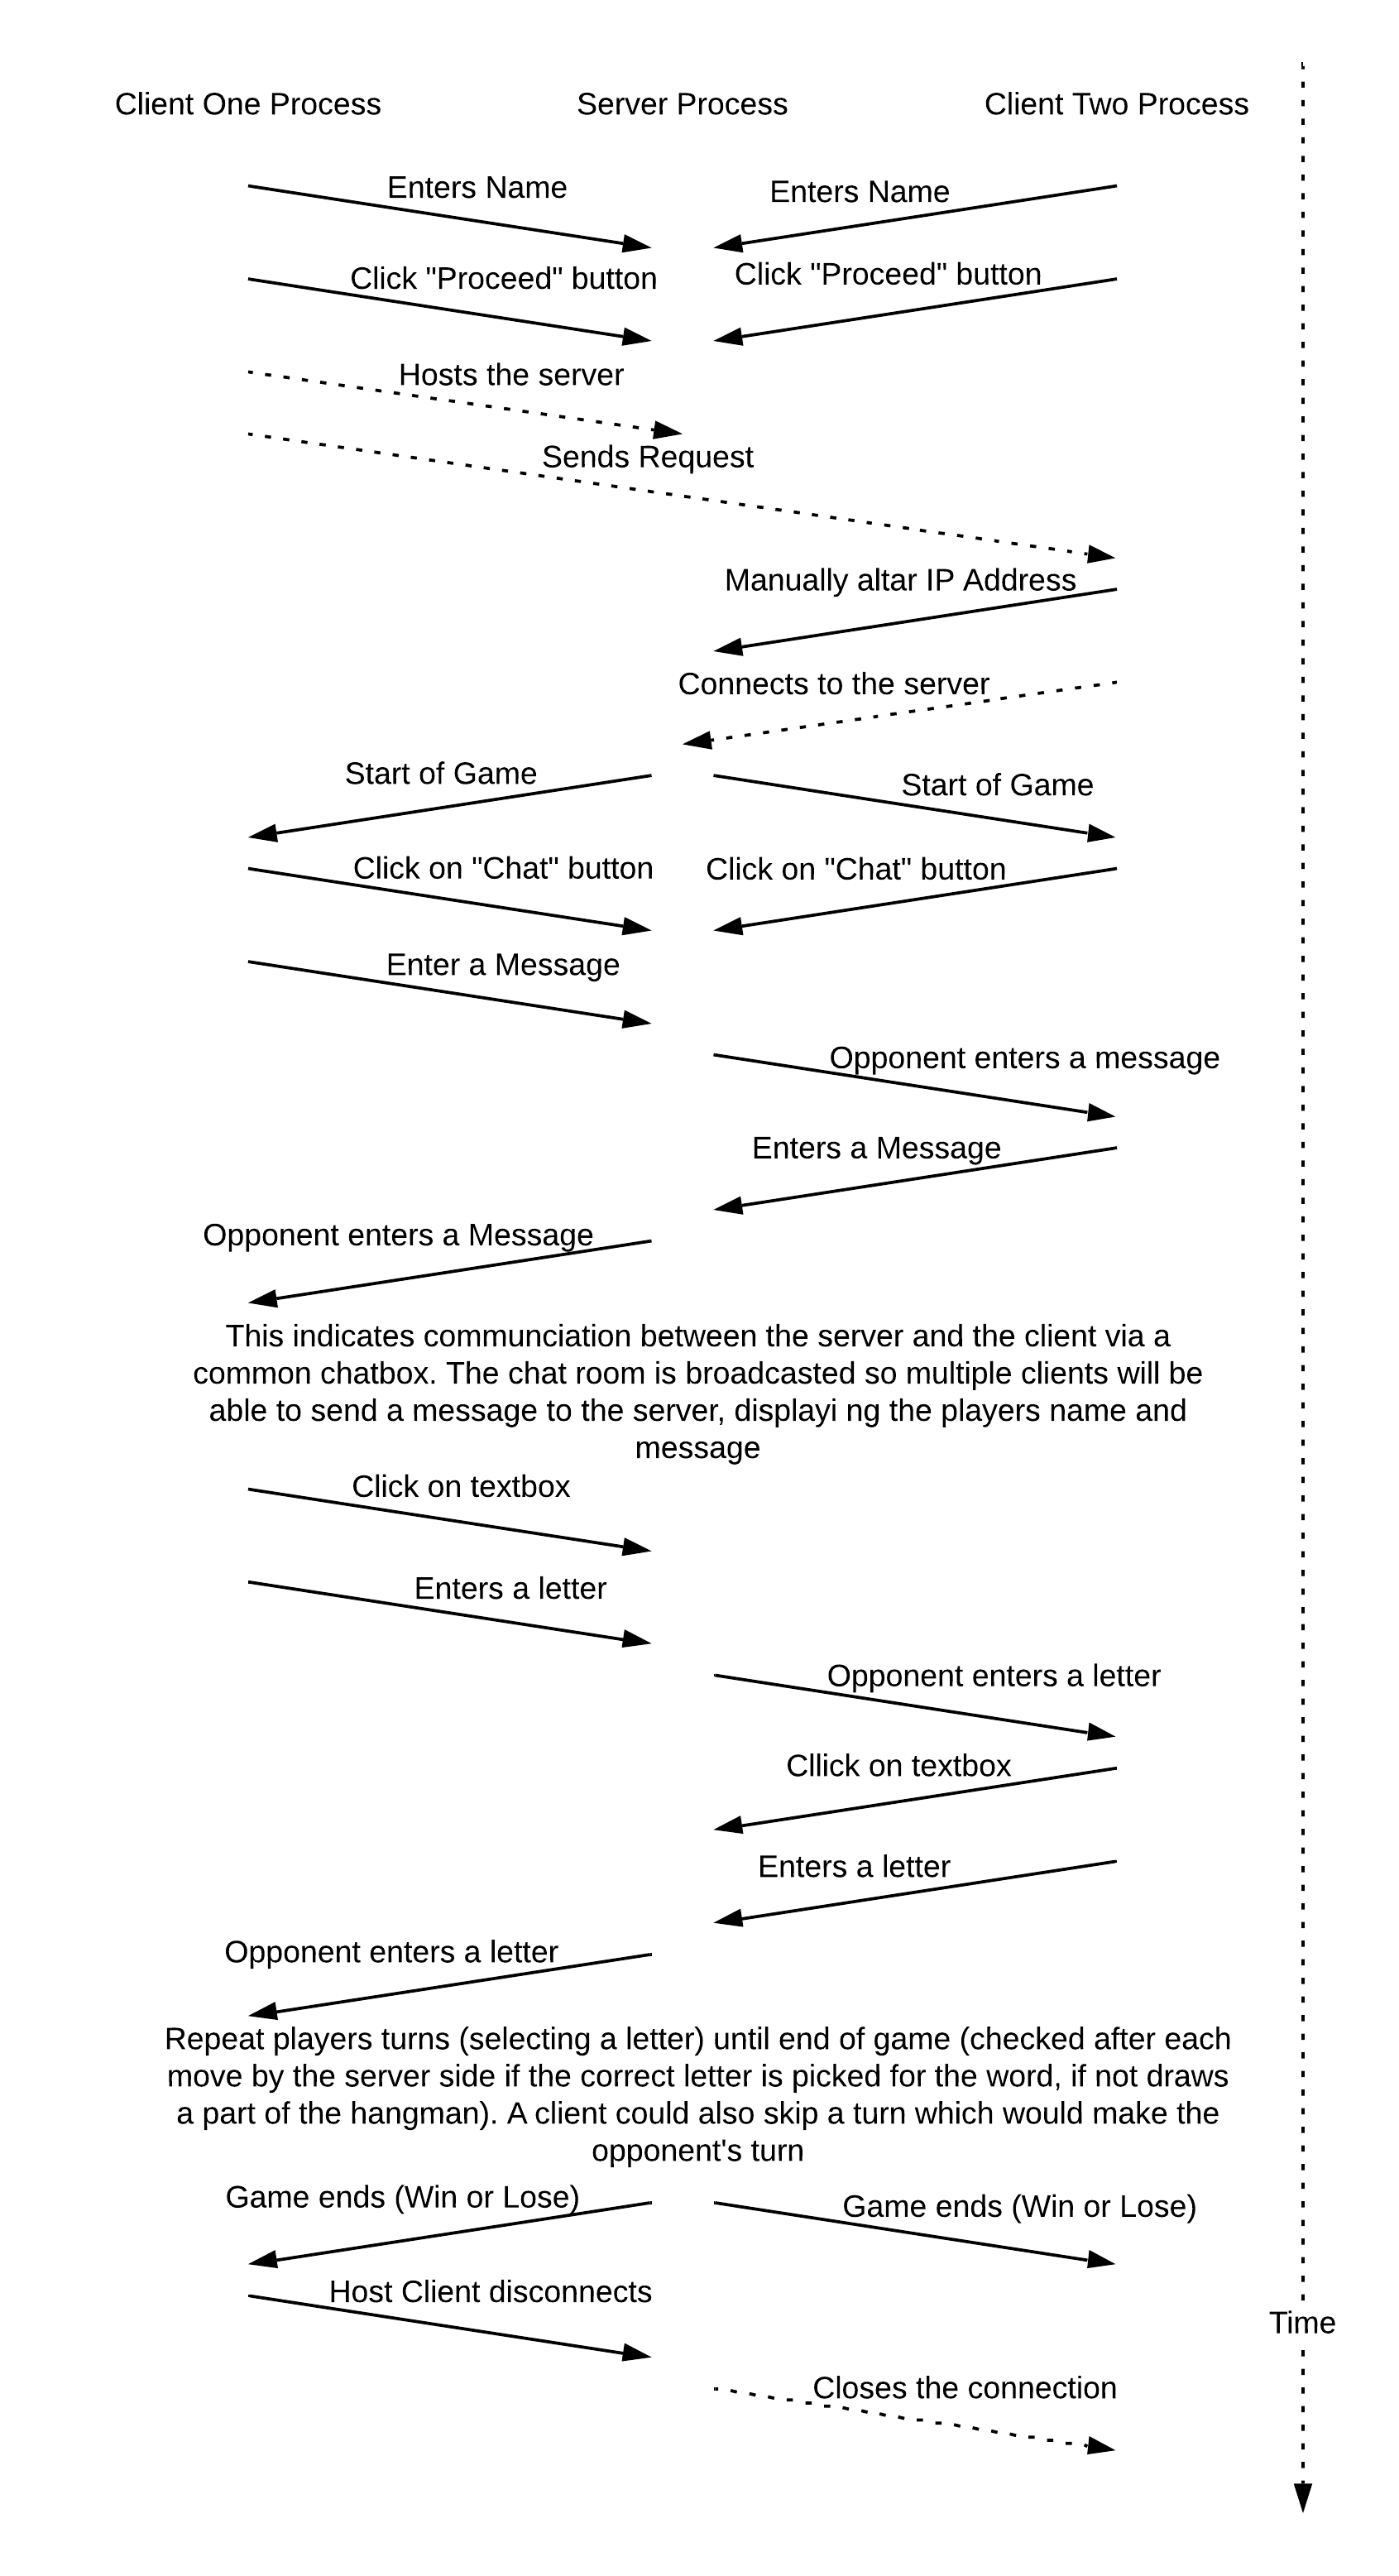 Client One Process
Server Process
Client Two Process
Enters Name
Enters Name
Click "Proceed" button
Click "Proceed" button
Hosts the server
Sends Request
Manually altar IP Address
Connects to the server
Start of Game
Start of Game
Click on "Chat" button
Click on "Chat" button
Enter a Message
Opponent enters a message
Enters a Message
Opponent enters a Message
This indicates communciation between the server and the client via a
common chatbox. The chat room is broadcasted so multiple clients will be
able to send a message to the server, displayi ng the players name and
message
Click on textbox
Enters a letter
Opponent enters a letter
Cllick on textbox
Enters a letter
Opponent enters a letter
Repeat players turns (selecting a letter) until end of game (checked after each
move by the server side if the correct letter is picked for the word, if not draws
a part of the hangman). A client could also skip a turn which would make the
opponent's turn
Game ends (Win or Lose)
Game ends (Win or Lose)
Host Client disconnects
Time
Closes the connection